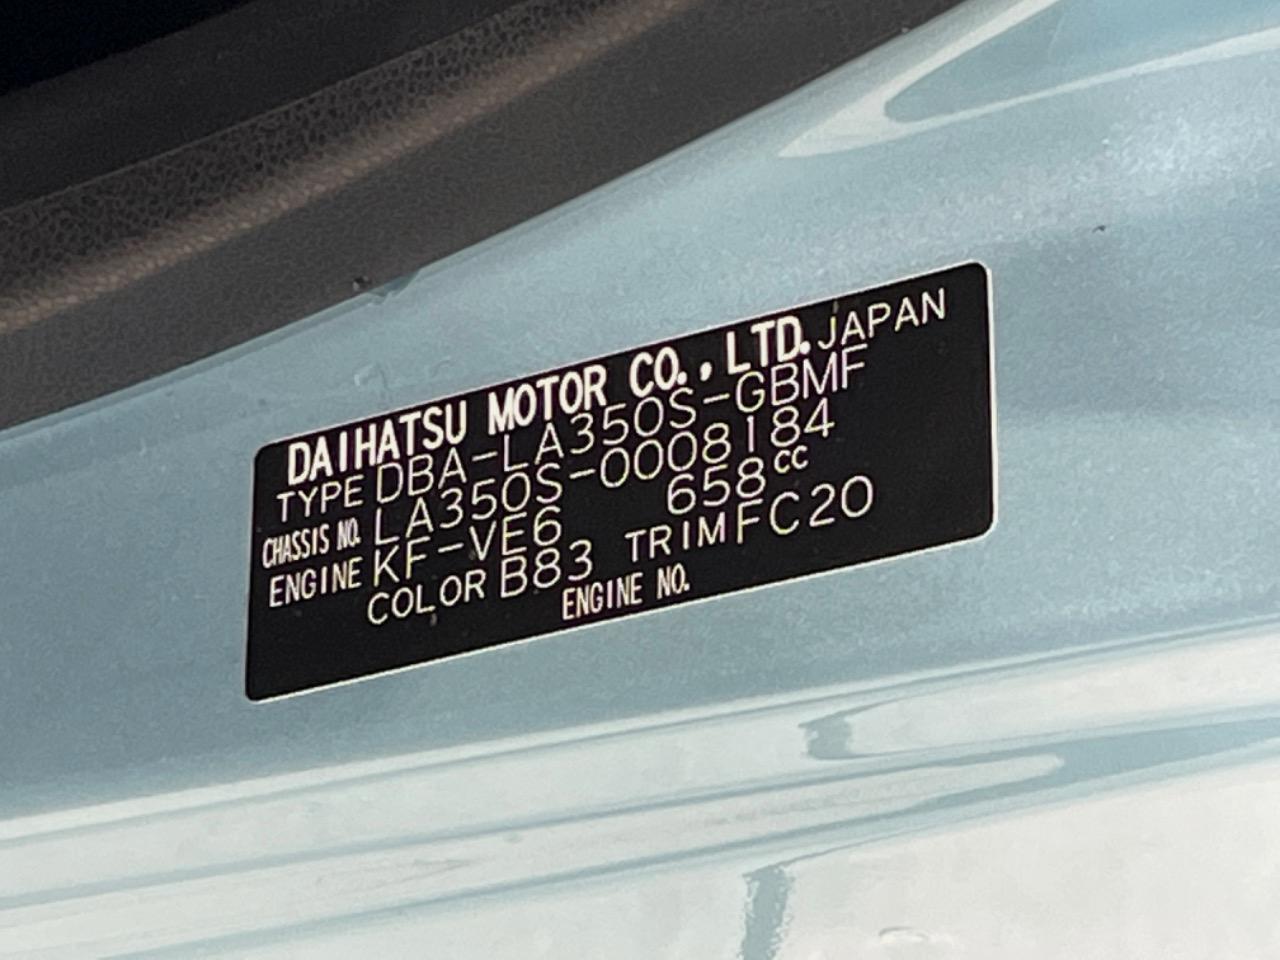 DAIHATSU MOTOR CO., LTD. JAPAN
TYPE DBA-LA350S-GBMF
CHASSIS NO. LA350S-0008184
ENGINE KF-VE6 658cc
COLOR B83 TRIM FC20
ENGINE NO.